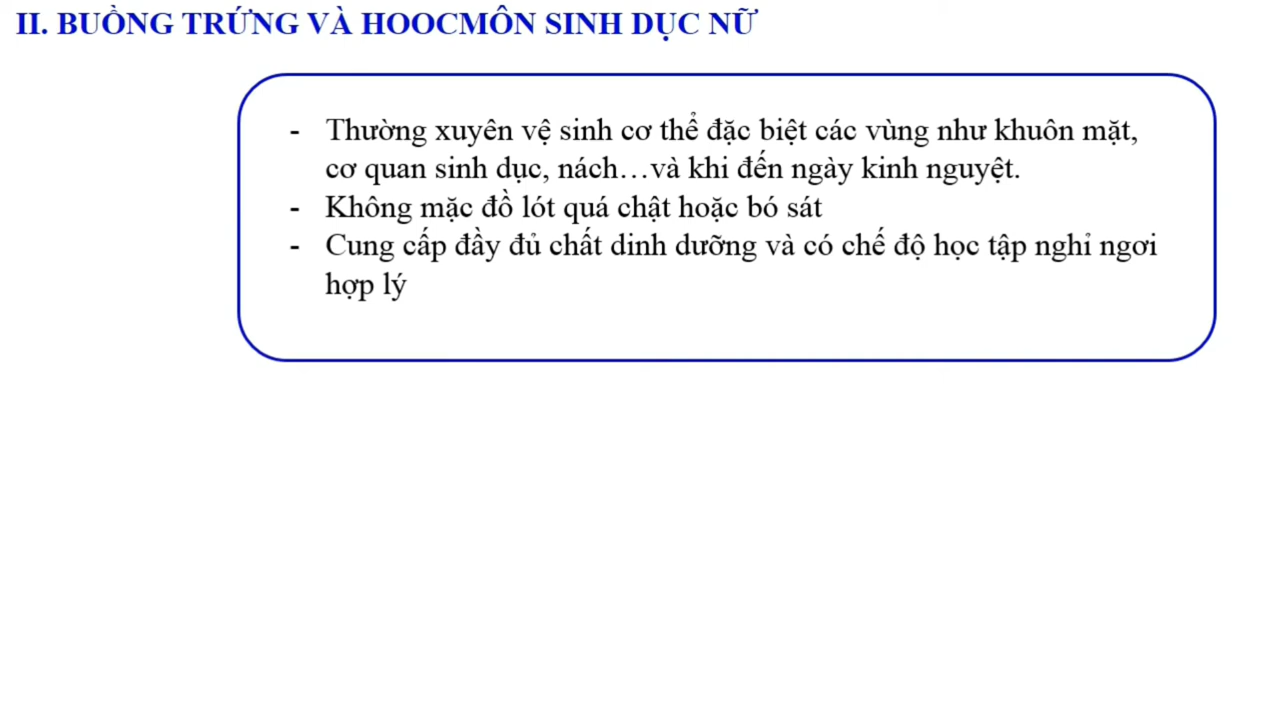 II. BUỒNG TRỨNG VÀ HOOCMÔN SINH DỤC NỮ
- Thường xuyên vệ sinh cơ thể đặc biệt các vùng như khuôn mặt,
cơ quan sinh dục, nách…và khi đến ngày kinh nguyệt.
- Không mặc đồ lót quá chật hoặc bó sát
- Cung cấp đầy đủ chất dinh dưỡng và có chế độ học tập nghỉ ngơi
hợp lý